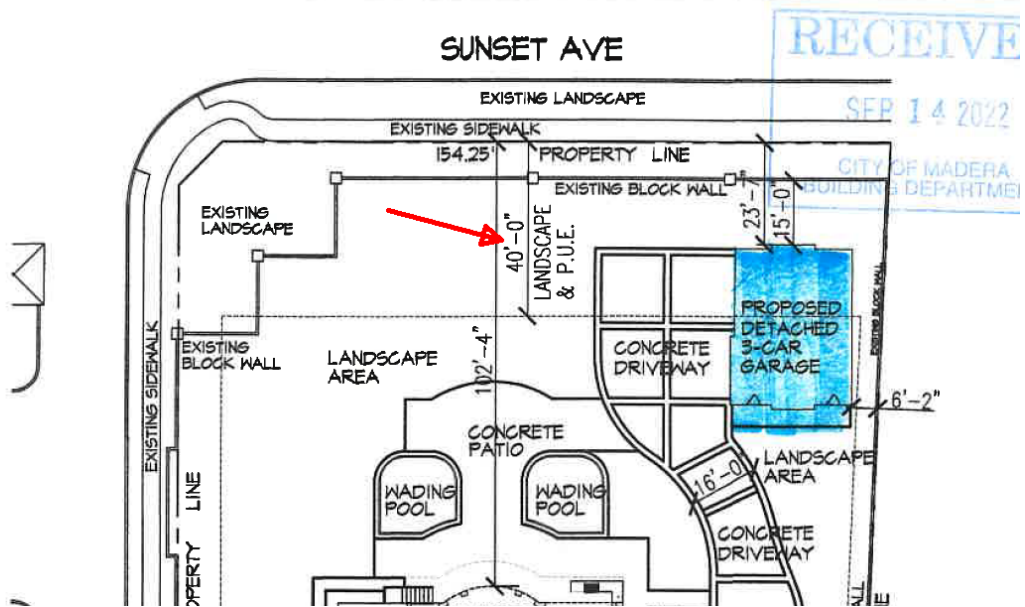 SUNSET AVE
RECEIVE
SEP 14 2022
CITY OF MADERA
BUILDING DEPARTME
EXISTING LANDSCAPE
EXISTING SIDEWALK
154.25'
PROPERTY LINE
EXISTING BLOCK WALL
EXISTING
LANDSCAPE
40'-0"
LANDSCAPE
& P.U.E.
15'-0"
EXISTING BLOCK WALL
PROPOSED
DETACHED
3-CAR
GARAGE
EXISTING
BLOCK WALL
EXISTING SIDEWALK
LANDSCAPE
AREA
102'-4"
CONCRETE
DRIVEWAY
6'-2"
CONCRETE
PATIO
WADING
POOL
WADING
POOL
16'-0
LANDSCAPE
AREA
CONCRETE
DRIVEWAY
OPERTY LINE
ALL